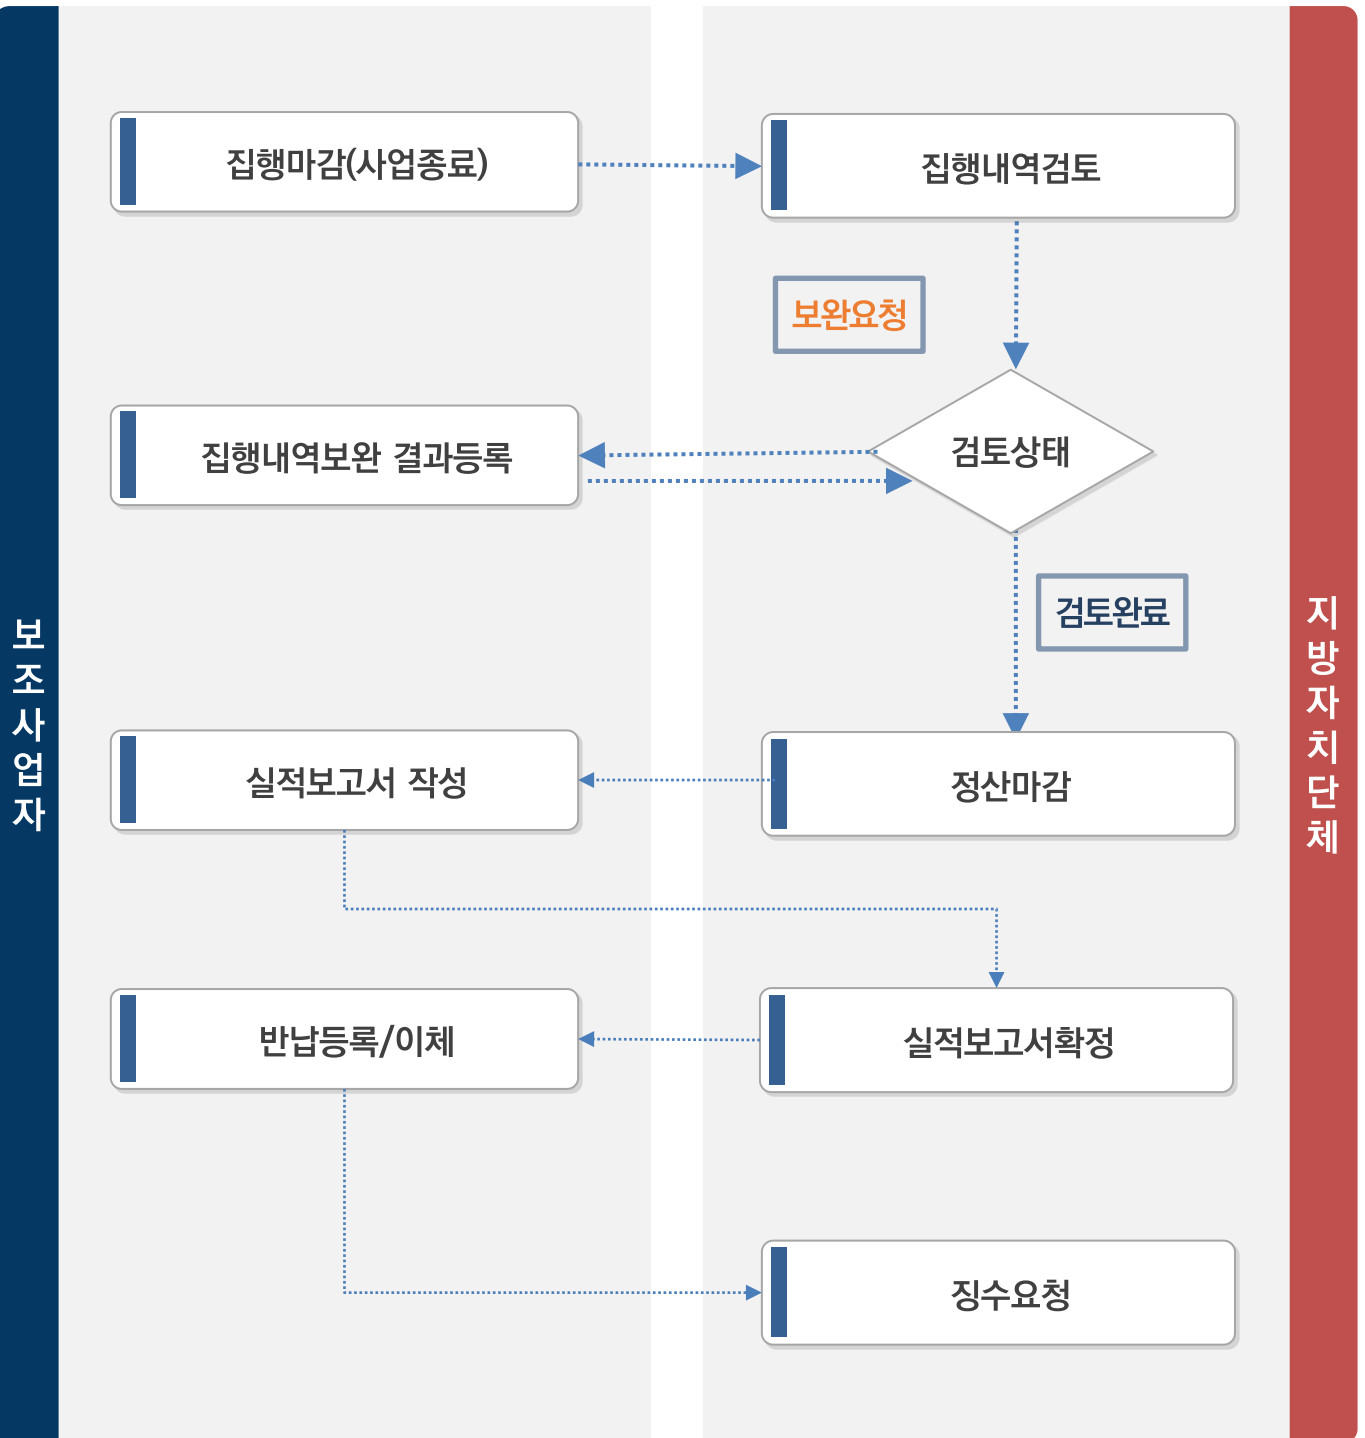 집행마감(사업종료)
집행내역검토
보완요청
집행내역보완 결과등록
검토상태
검토완료
보조사업자
지방자치단체
실적보고서 작성
정산마감
반납등록/이체
실적보고서확정
징수요청